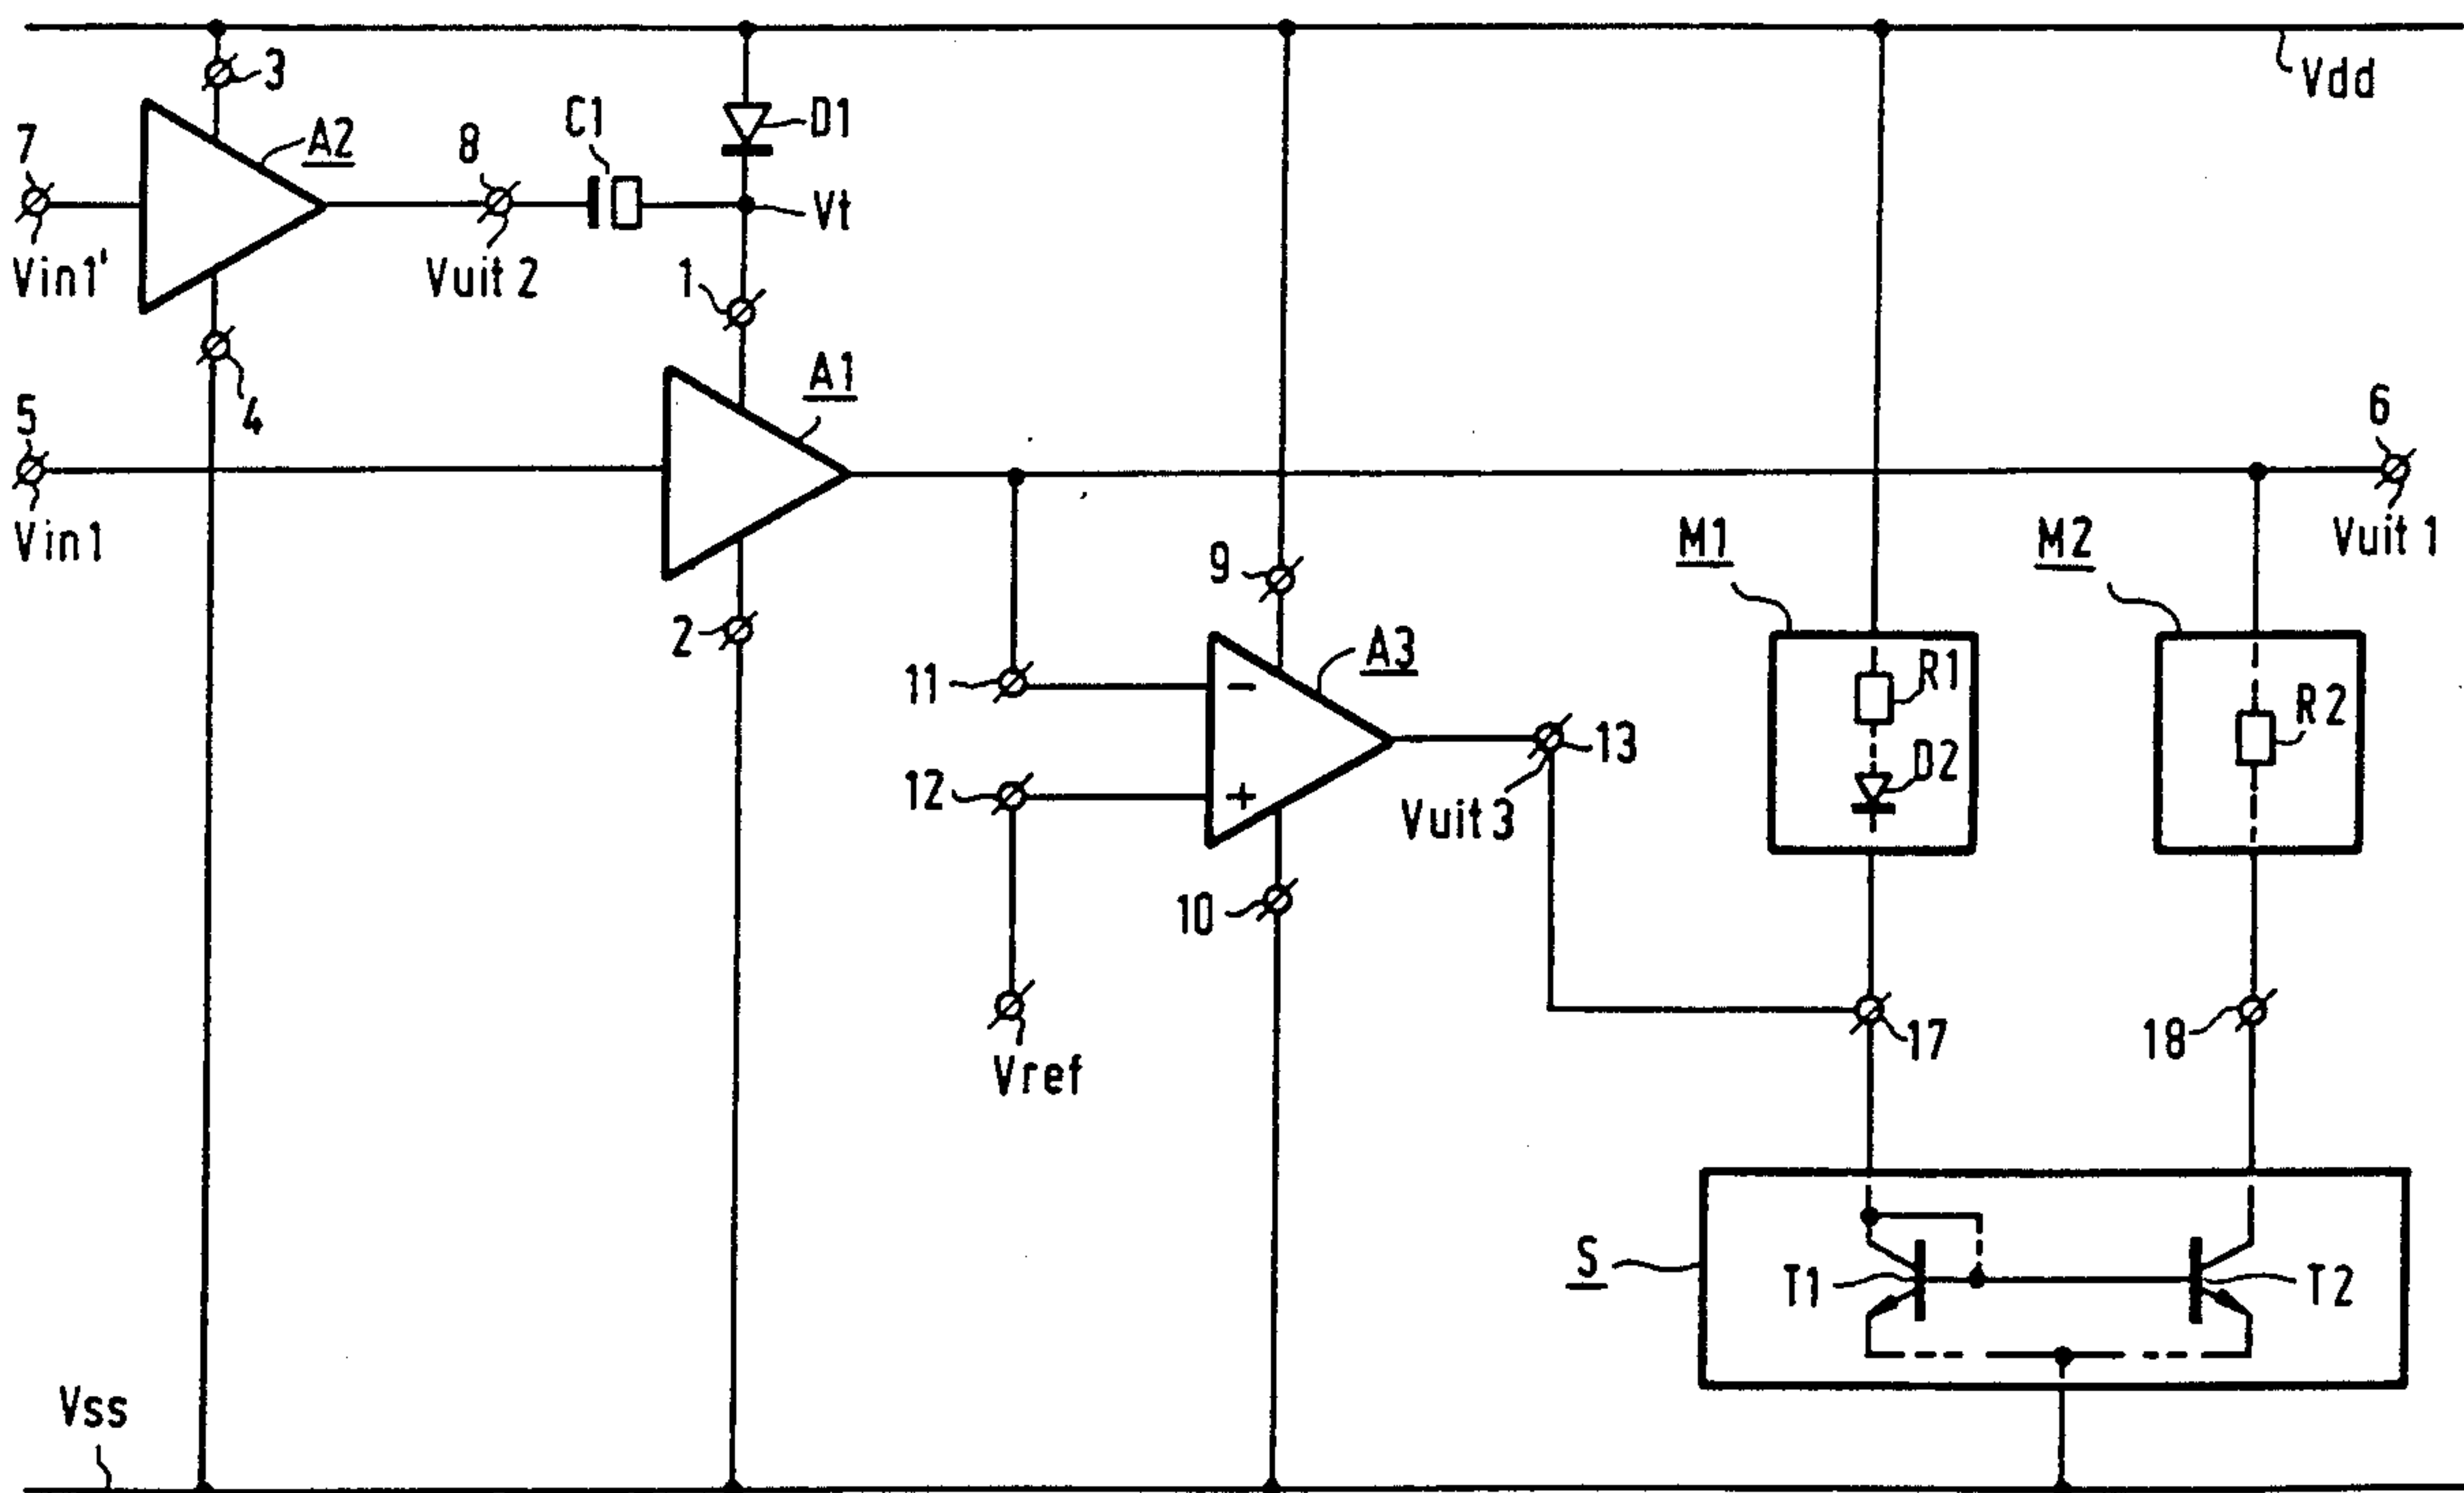 3
Vdd
7
A2
8
C1
D1
Vt
Vin1'
Vuit 2
1
4
A1
5
6
Vin1
Vuit 1
9
M1
M2
2
11
−
A3
R1
R2
12
+
13
D2
Vuit 3
10
17
18
Vref
S
T1
T2
Vss